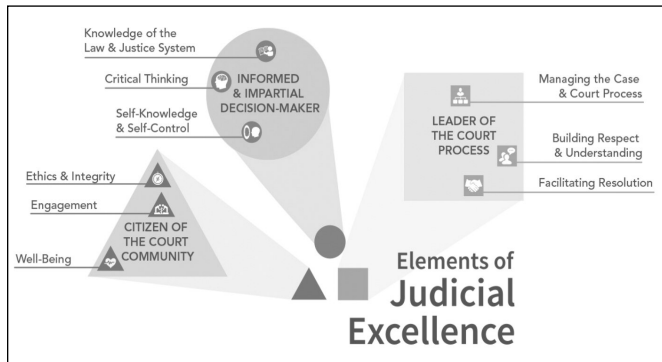 Knowledge of the
Law & Justice System
Critical Thinking
Self-Knowledge
& Self-Control
INFORMED
& IMPARTIAL
DECISION-MAKER
Managing the Case
& Court Process
LEADER OF
THE COURT
PROCESS
Building Respect
& Understanding
Facilitating Resolution
Ethics & Integrity
Engagement
Well-Being
CITIZEN OF
THE COURT
COMMUNITY
Elements of
Judicial
Excellence